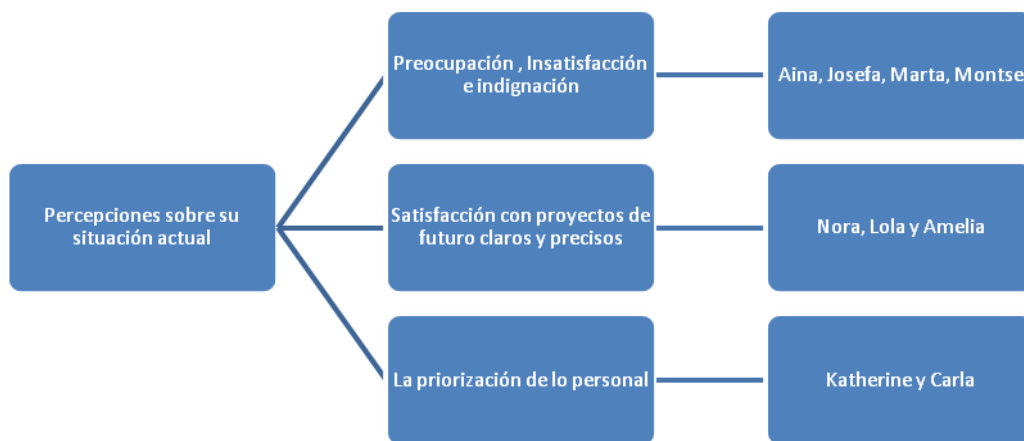 Preocupación , Insatisfacción
e indignación
Aina, Josefa, Marta, Montse
Percepciones sobre su
situación actual
Satisfacción con proyectos de
futuro claros y precisos
Nora, Lola y Amelia
La priorización de lo personal
Katherine y Carla